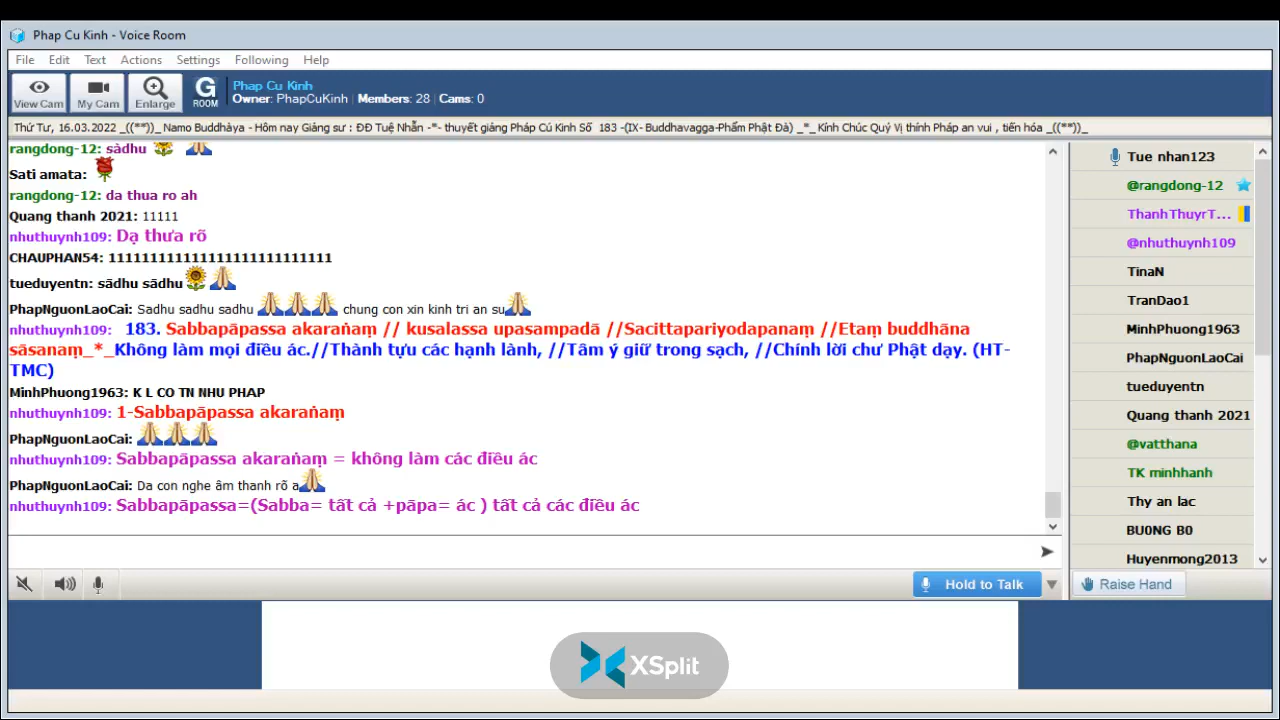 Phap Cu Kinh - Voice Room
File Edit Text Actions Settings Following Help
View Cam My Cam Enlarge G ROOM
Phap Cu Kinh
Owner: PhapCuKinh Members: 28 Cams: 0
Thứ Tư, 16.03.2022 _((**))_ Namo Buddhàya - Hôm nay Giảng sư : ĐĐ Tuệ Nhẫn -*- thuyết giảng Pháp Cú Kinh Số 183 -(IX- Buddhavagga-Phẩm Phật Đà) _*_ Kính Chúc Quý Vị thính Pháp an vui , tiến hóa _((**))_
rangdong-12: sàdhu
Sati amata:
rangdong-12: da thua ro ah
Quang thanh 2021: 11111
nhuthuynh109: Dạ thưa rõ
CHAUPHAN54: 1111111111111111111111111111
tueduyentn: sādhu sādhu
PhapNguonLaoCai: Sadhu sadhu sadhu chung con xin kinh tri an su
nhuthuynh109: 183. Sabbapāpassa akaraṅaṃ // kusalassa upasampadā //Sacittapariyodapanaṃ //Etaṃ buddhāna
sāsanaṃ_*_Không làm mọi điều ác.//Thành tựu các hạnh lành, //Tâm ý giữ trong sạch, //Chính lời chư Phật dạy. (HT-
TMC)
MinhPhuong1963: K L CO TN NHU PHAP
nhuthuynh109: 1-Sabbapāpassa akaraṅaṃ
PhapNguonLaoCai:
nhuthuynh109: Sabbapāpassa akaraṅaṃ = không làm các điều ác
PhapNguonLaoCai: Da con nghe âm thanh rõ a
nhuthuynh109: Sabbapāpassa=(Sabba= tất cả +pāpa= ác ) tất cả các điều ác
Hold to Talk
Tue nhan123
@rangdong-12
ThanhThuyrT...
@nhuthuynh109
TinaN
TranDao1
MinhPhuong1963
PhapNguonLaoCai
tueduyentn
Quang thanh 2021
@vatthana
TK minhhanh
Thy an lac
BU0NG B0
Huyenmong2013
Raise Hand
XSplit